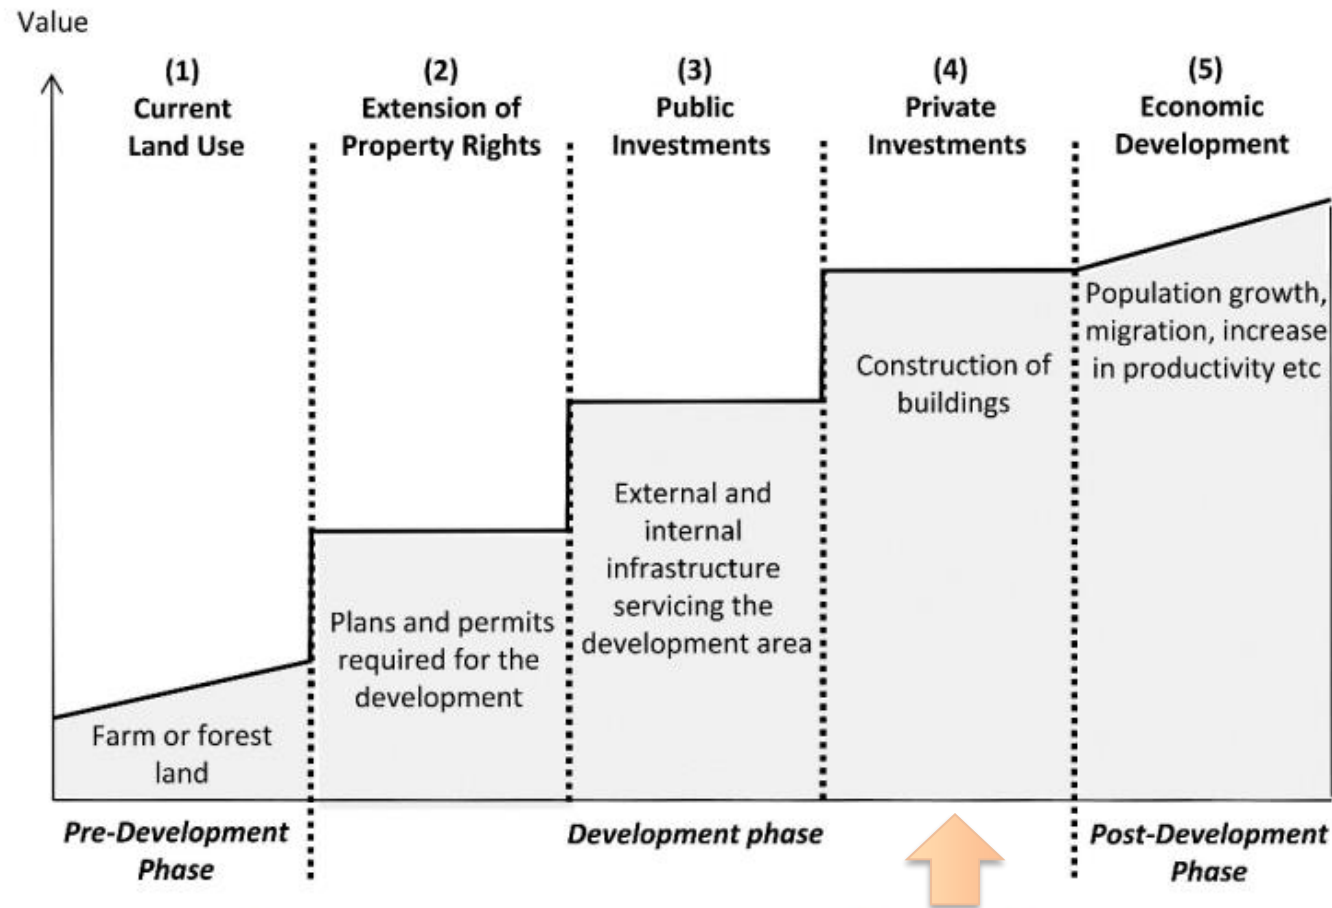 Value
(1)
Current
Land Use
(2)
Extension of
Property Rights
(3)
Public
Investments
(4)
Private
Investments
(5)
Economic
Development
Farm or forest
land
Plans and permits
required for the
development
External and
internal
infrastructure
servicing the
development area
Construction of
buildings
Population growth,
migration, increase
in productivity etc
Pre-Development
Phase
Development phase
Post-Development
Phase